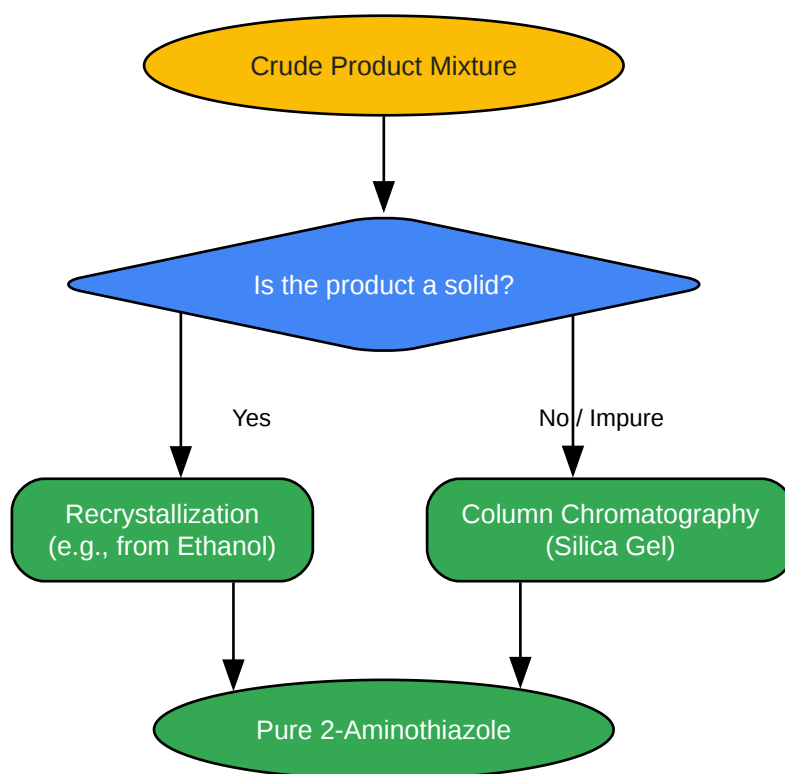 Crude Product Mixture
Is the product a solid?
Yes
No / Impure
Recrystallization
(e.g., from Ethanol)
Column Chromatography
(Silica Gel)
Pure 2-Aminothiazole